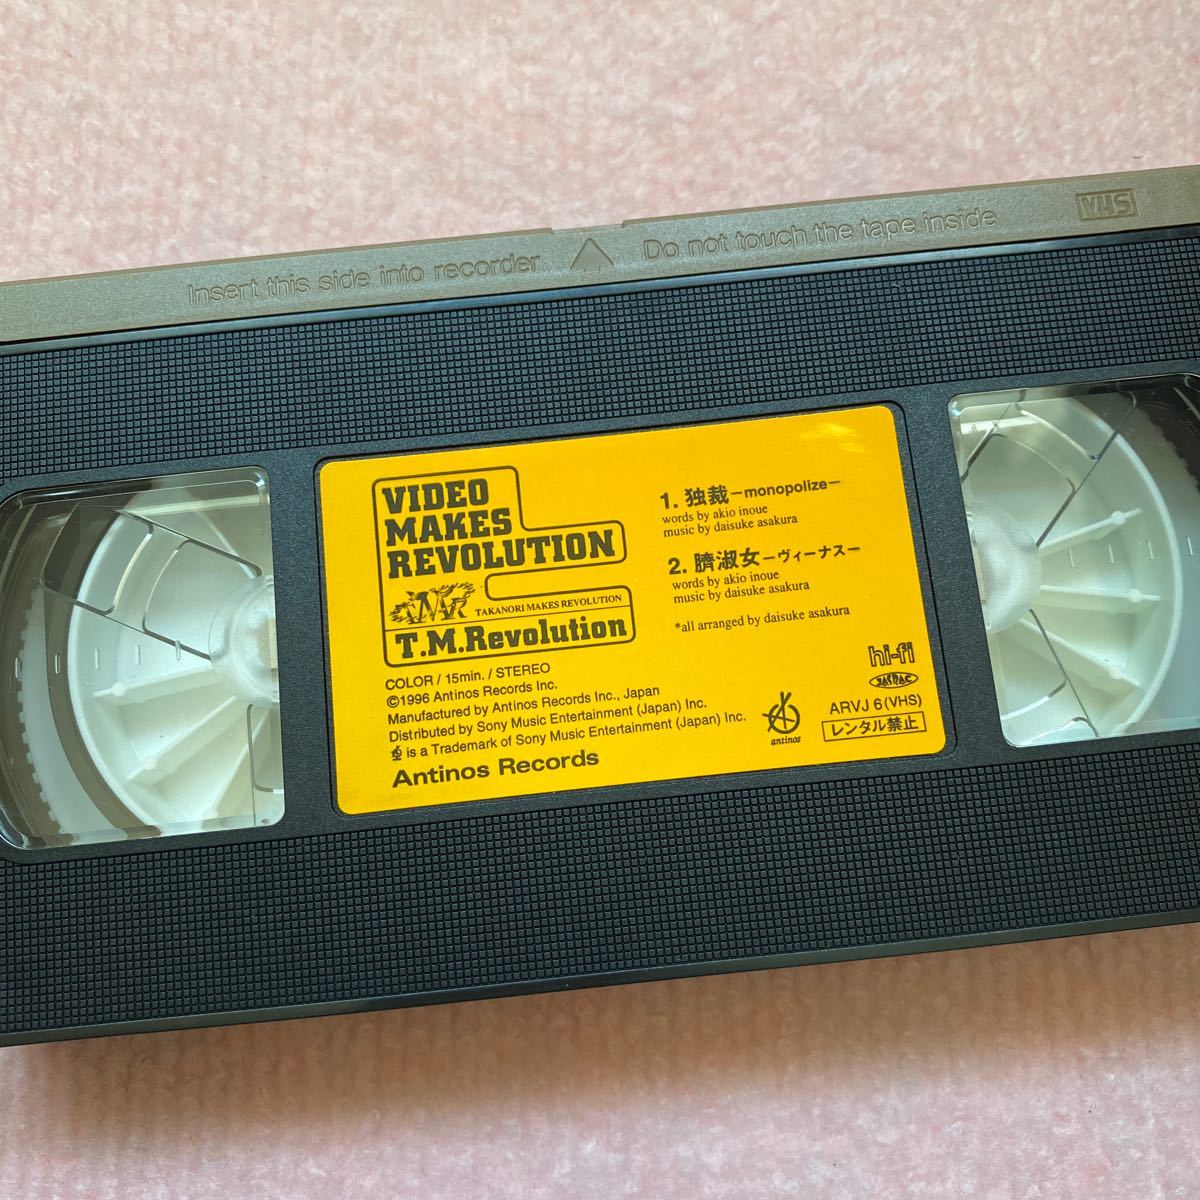 Insert this side into recorder
Do not touch the tape inside
VHS
VIDEO
MAKES
REVOLUTION
TMR
TAKANORI MAKES REVOLUTION
T.M.Revolution
COLOR / 15min. / STEREO
©1996 Antinos Records Inc.
Manufactured by Antinos Records Inc., Japan
Distributed by Sony Music Entertainment (Japan) Inc.
is a Trademark of Sony Music Entertainment (Japan) Inc.
Antinos Records
1. 独裁−monopolize−
words by akio inoue
music by daisuke asakura
2. 臍淑女−ヴィーナス−
words by akio inoue
music by daisuke asakura
*all arranged by daisuke asakura
hi-fi
JASRAC
antinos
ARVJ 6(VHS)
レンタル禁止